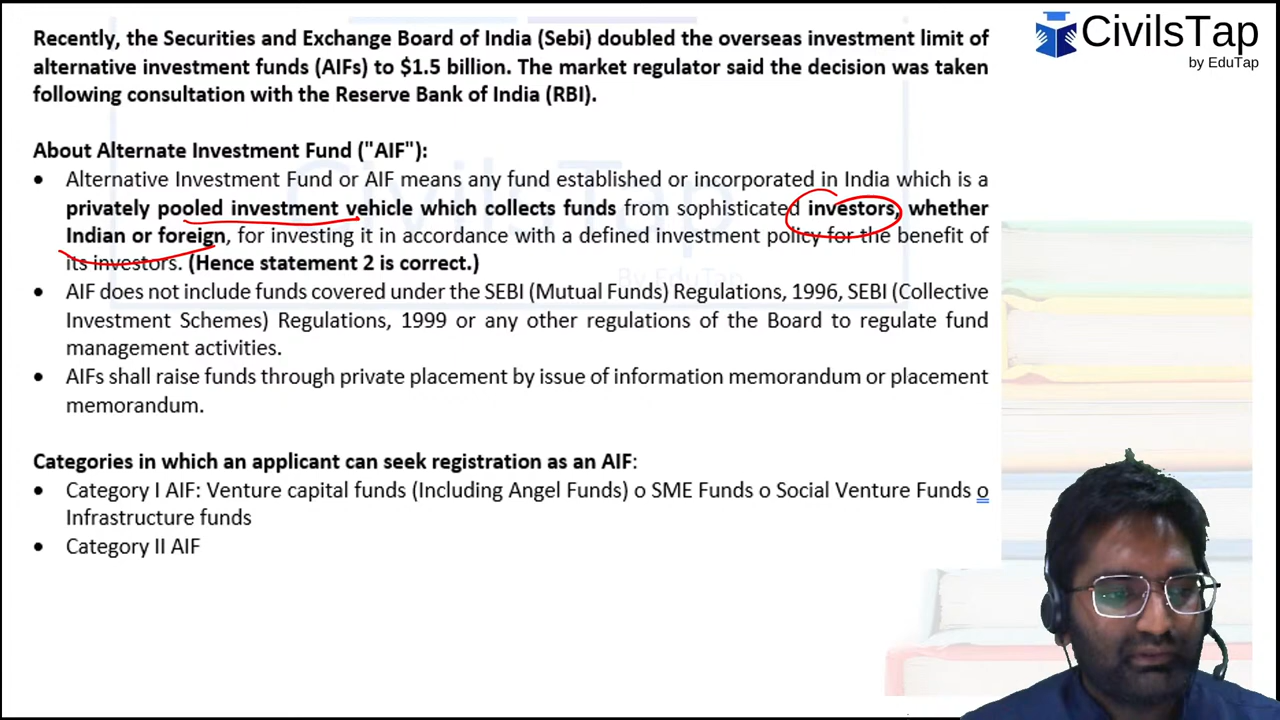 CivilsTap
by EduTap
Recently, the Securities and Exchange Board of India (Sebi) doubled the overseas investment limit of
alternative investment funds (AIFs) to $1.5 billion. The market regulator said the decision was taken
following consultation with the Reserve Bank of India (RBI).
About Alternate Investment Fund ("AIF"):
• Alternative Investment Fund or AIF means any fund established or incorporated in India which is a
privately pooled investment vehicle which collects funds from sophisticated investors, whether
Indian or foreign, for investing it in accordance with a defined investment policy for the benefit of
its investors. (Hence statement 2 is correct.)
• AIF does not include funds covered under the SEBI (Mutual Funds) Regulations, 1996, SEBI (Collective
Investment Schemes) Regulations, 1999 or any other regulations of the Board to regulate fund
management activities.
• AIFs shall raise funds through private placement by issue of information memorandum or placement
memorandum.
Categories in which an applicant can seek registration as an AIF:
• Category I AIF: Venture capital funds (Including Angel Funds) o SME Funds o Social Venture Funds o
Infrastructure funds
• Category II AIF
CivilsTap
By EduTap